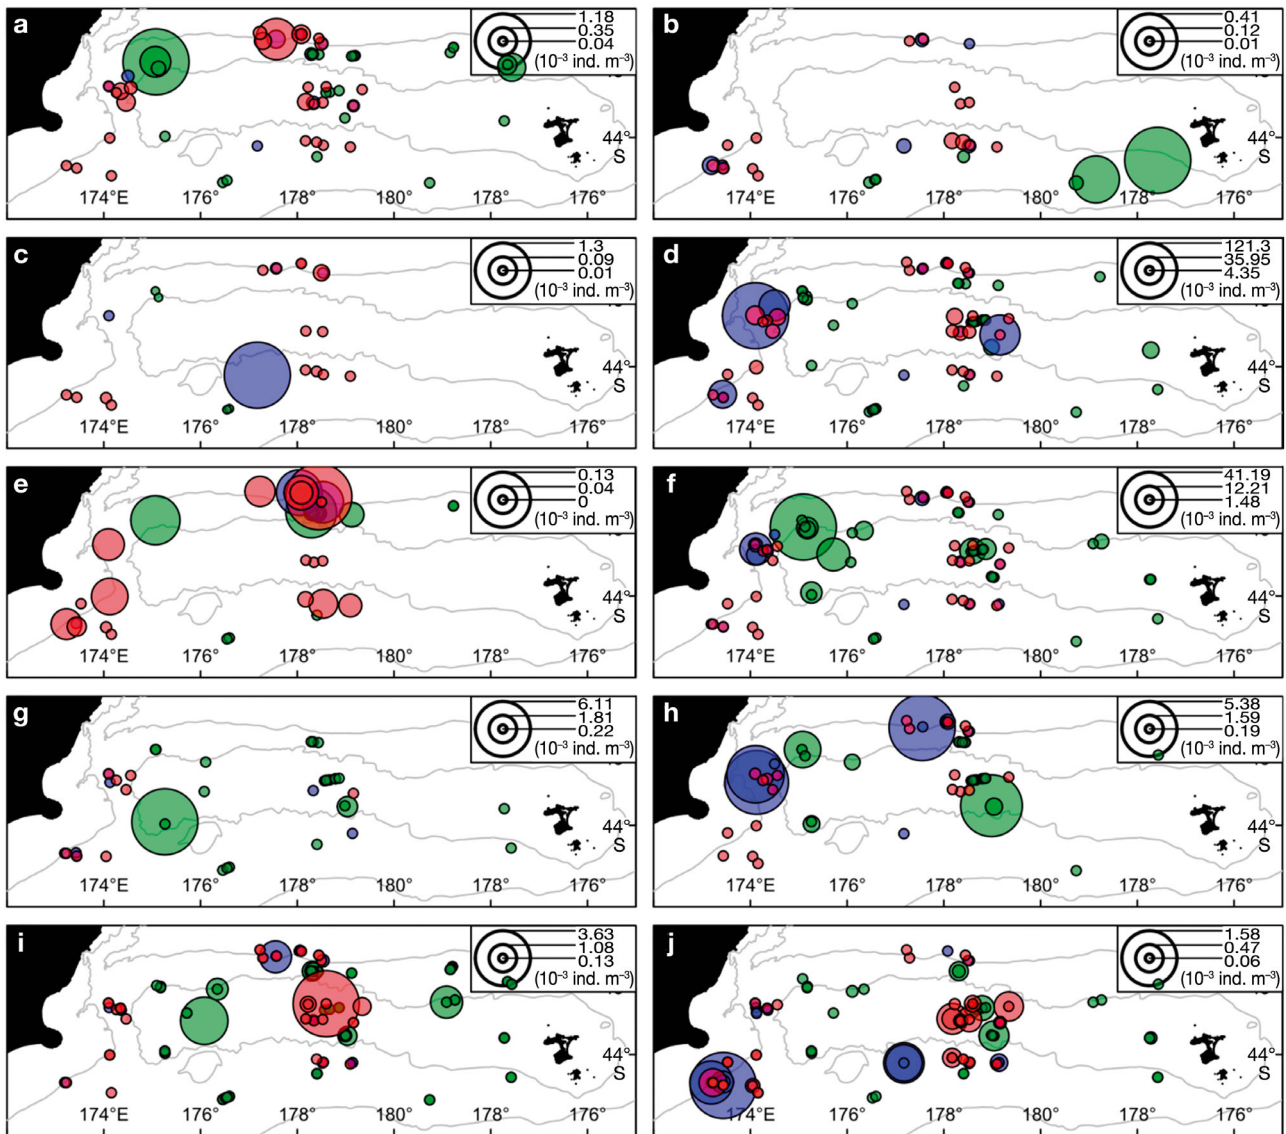 a
1.18
0.35
0.04
(10⁻³ ind. m⁻³)
44°
S
174°E 176° 178° 180° 178° 176°
b
0.41
0.12
0.01
(10⁻³ ind. m⁻³)
44°
S
174°E 176° 178° 180° 178° 176°
c
1.3
0.09
0.01
(10⁻³ ind. m⁻³)
44°
S
174°E 176° 178° 180° 178° 176°
d
121.3
35.95
4.35
(10⁻³ ind. m⁻³)
44°
S
174°E 176° 178° 180° 178° 176°
e
0.13
0.04
0
(10⁻³ ind. m⁻³)
44°
S
174°E 176° 178° 180° 178° 176°
f
41.19
12.21
1.48
(10⁻³ ind. m⁻³)
44°
S
174°E 176° 178° 180° 178° 176°
g
6.11
1.81
0.22
(10⁻³ ind. m⁻³)
44°
S
174°E 176° 178° 180° 178° 176°
h
5.38
1.59
0.19
(10⁻³ ind. m⁻³)
44°
S
174°E 176° 178° 180° 178° 176°
i
3.63
1.08
0.13
(10⁻³ ind. m⁻³)
44°
S
174°E 176° 178° 180° 178° 176°
j
1.58
0.47
0.06
(10⁻³ ind. m⁻³)
44°
S
174°E 176° 178° 180° 178° 176°